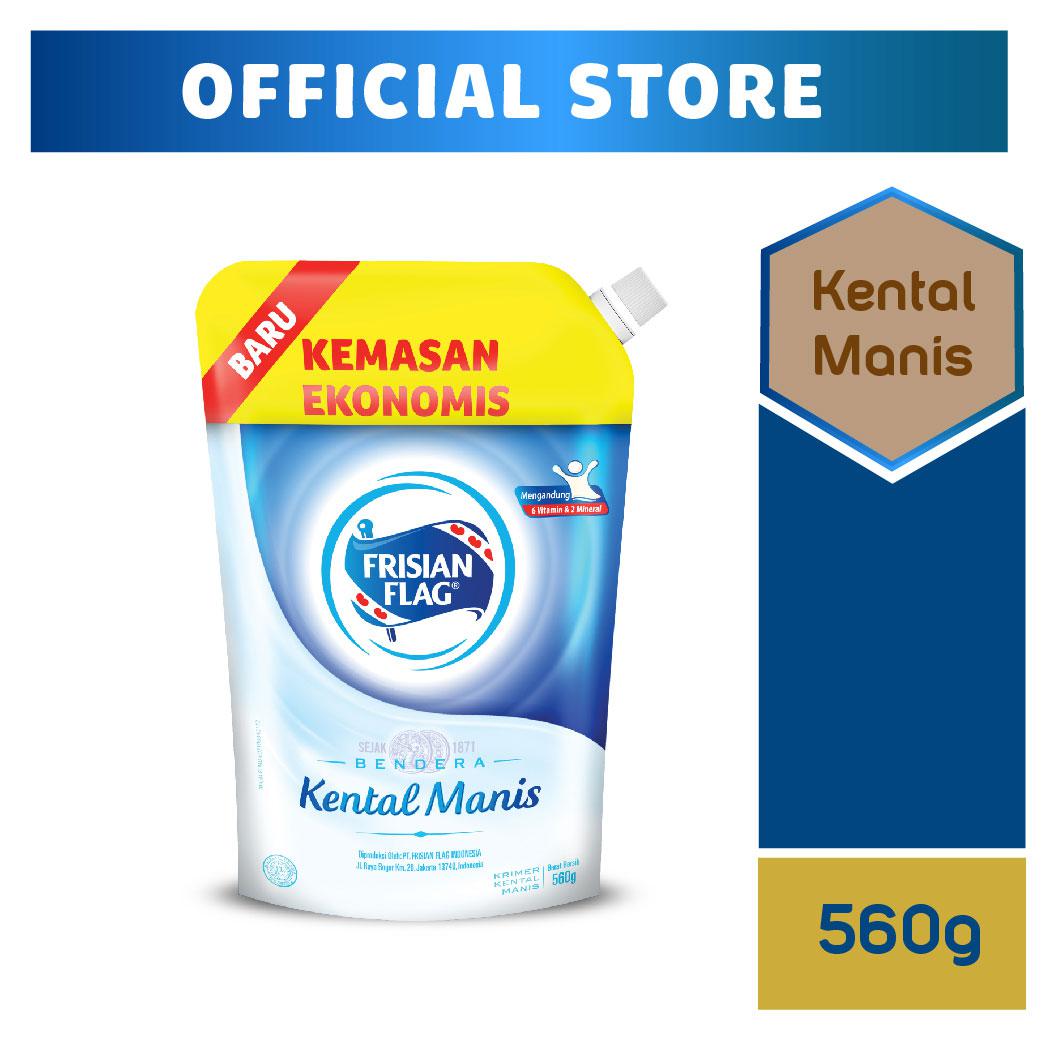 OFFICIAL STORE
Kental
Manis
BARU
KEMASAN
EKONOMIS
Mengandung
6 Vitamin & 2 Mineral
FRISIAN
FLAG®
SEJAK 1871
BENDERA
Kental Manis
Diproduksi Oleh: PT. FRISIAN FLAG INDONESIA
Jl. Raya Bogor Km. 26, Jakarta 13740, Indonesia
KRIMER
KENTAL
MANIS
Berat Bersih
560g
560g